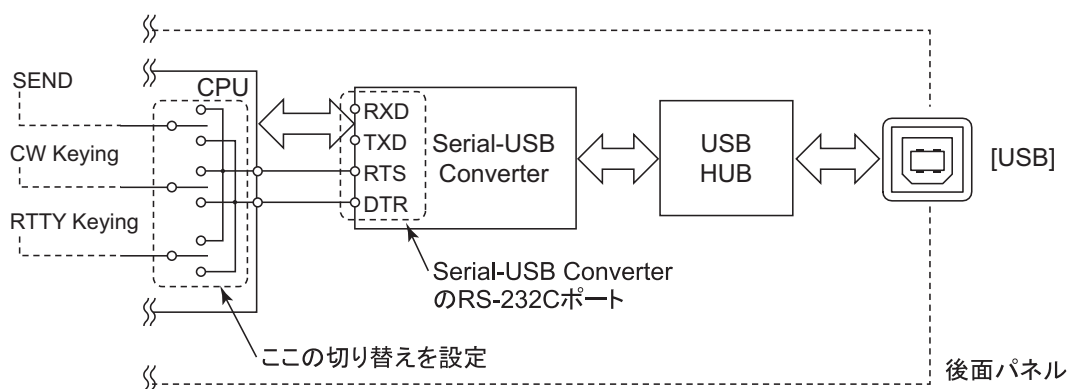 SEND
CW Keying
RTTY Keying
CPU
RXD
TXD
RTS
DTR
Serial-USB
Converter
USB
HUB
[USB]
Serial-USB Converter
のRS-232Cポート
ここの切り替えを設定
後面パネル